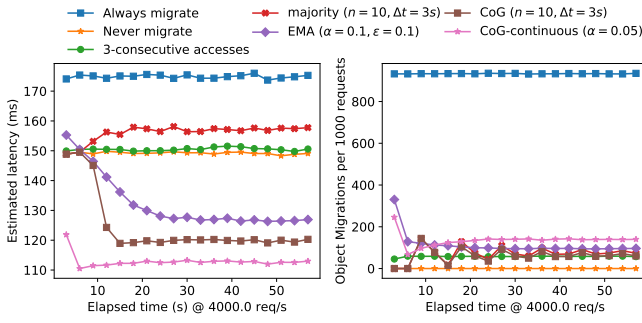 Always migrate
Never migrate
3-consecutive accesses
majority (n = 10, Δt = 3s)
EMA (α = 0.1, ε = 0.1)
CoG (n = 10, Δt = 3s)
CoG-continuous (α = 0.05)
Estimated latency (ms)
170
160
150
140
130
120
110
10 20 30 40 50
Elapsed time (s) @ 4000.0 req/s
Object Migrations per 1000 requests
800
600
400
200
0
10 20 30 40 50
Elapsed time (s) @ 4000.0 req/s